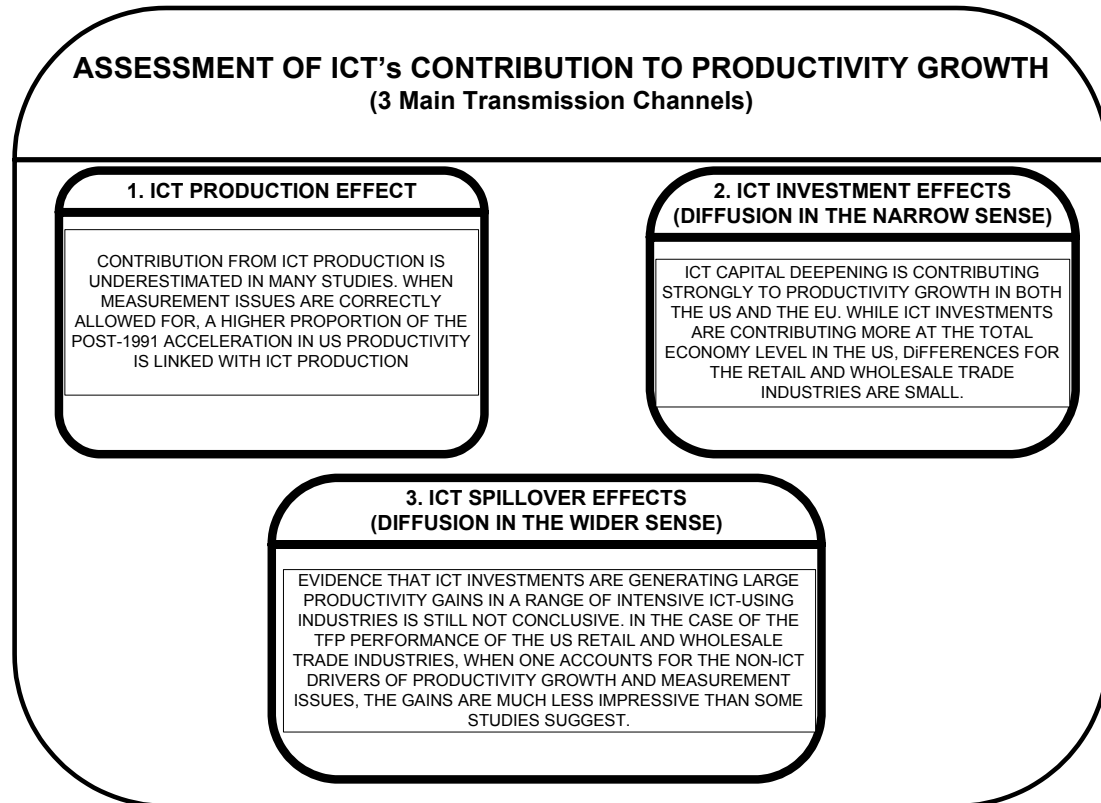 ASSESSMENT OF ICT's CONTRIBUTION TO PRODUCTIVITY GROWTH
(3 Main Transmission Channels)
1. ICT PRODUCTION EFFECT
CONTRIBUTION FROM ICT PRODUCTION IS
UNDERESTIMATED IN MANY STUDIES. WHEN
MEASUREMENT ISSUES ARE CORRECTLY
ALLOWED FOR, A HIGHER PROPORTION OF THE
POST-1991 ACCELERATION IN US PRODUCTIVITY
IS LINKED WITH ICT PRODUCTION
2. ICT INVESTMENT EFFECTS
(DIFFUSION IN THE NARROW SENSE)
ICT CAPITAL DEEPENING IS CONTRIBUTING
STRONGLY TO PRODUCTIVITY GROWTH IN BOTH
THE US AND THE EU. WHILE ICT INVESTMENTS
ARE CONTRIBUTING MORE AT THE TOTAL
ECONOMY LEVEL IN THE US, DiFFERENCES FOR
THE RETAIL AND WHOLESALE TRADE
INDUSTRIES ARE SMALL.
3. ICT SPILLOVER EFFECTS
(DIFFUSION IN THE WIDER SENSE)
EVIDENCE THAT ICT INVESTMENTS ARE GENERATING LARGE
PRODUCTIVITY GAINS IN A RANGE OF INTENSIVE ICT-USING
INDUSTRIES IS STILL NOT CONCLUSIVE. IN THE CASE OF THE
TFP PERFORMANCE OF THE US RETAIL AND WHOLESALE
TRADE INDUSTRIES, WHEN ONE ACCOUNTS FOR THE NON-ICT
DRIVERS OF PRODUCTIVITY GROWTH AND MEASUREMENT
ISSUES, THE GAINS ARE MUCH LESS IMPRESSIVE THAN SOME
STUDIES SUGGEST.